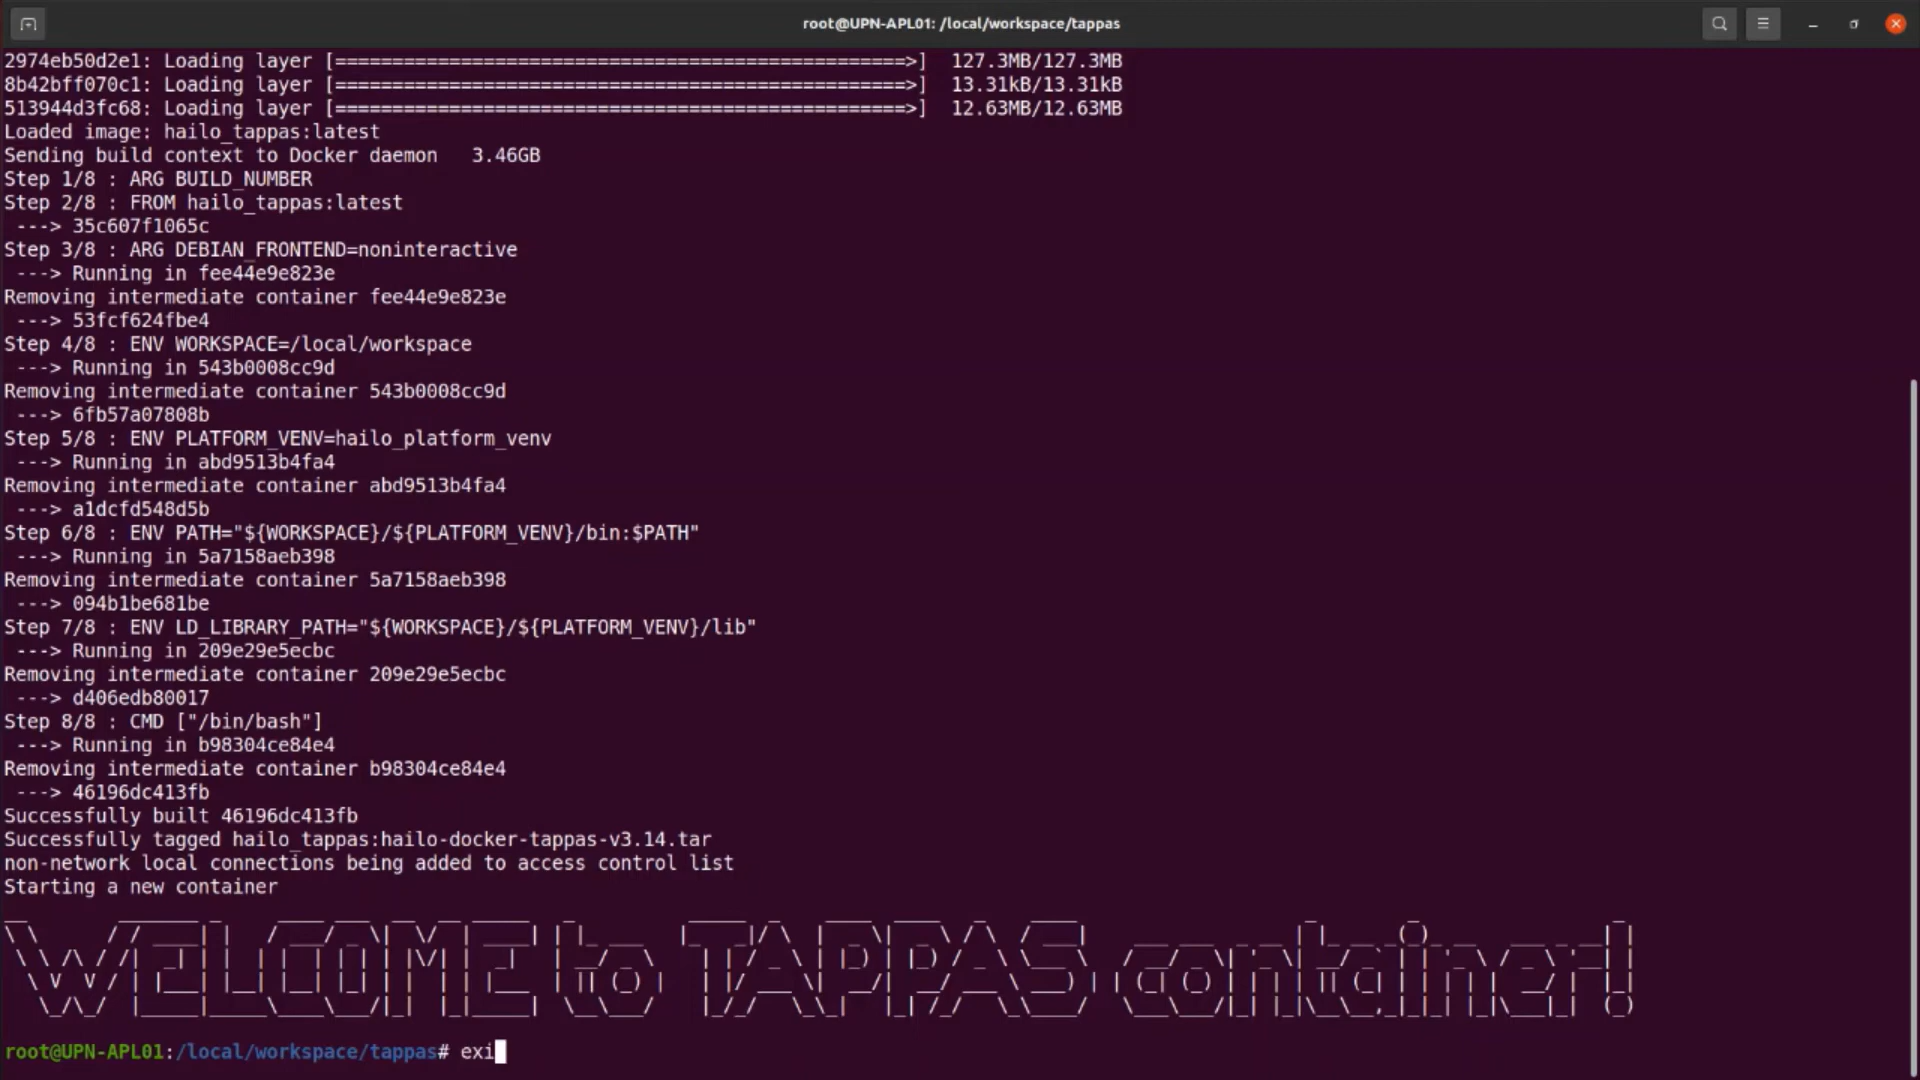 root@UPN-APL01: /local/workspace/tappas
2974eb50d2e1: Loading layer [==================================================>]  127.3MB/127.3MB
8b42bff070c1: Loading layer [==================================================>]  13.31kB/13.31kB
513944d3fc68: Loading layer [==================================================>]  12.63MB/12.63MB
Loaded image: hailo_tappas:latest
Sending build context to Docker daemon   3.46GB
Step 1/8 : ARG BUILD_NUMBER
Step 2/8 : FROM hailo_tappas:latest
 ---> 35c607f1065c
Step 3/8 : ARG DEBIAN_FRONTEND=noninteractive
 ---> Running in fee44e9e823e
Removing intermediate container fee44e9e823e
 ---> 53fcf624fbe4
Step 4/8 : ENV WORKSPACE=/local/workspace
 ---> Running in 543b0008cc9d
Removing intermediate container 543b0008cc9d
 ---> 6fb57a07808b
Step 5/8 : ENV PLATFORM_VENV=hailo_platform_venv
 ---> Running in abd9513b4fa4
Removing intermediate container abd9513b4fa4
 ---> a1dcfd548d5b
Step 6/8 : ENV PATH="${WORKSPACE}/${PLATFORM_VENV}/bin:$PATH"
 ---> Running in 5a7158aeb398
Removing intermediate container 5a7158aeb398
 ---> 094b1be681be
Step 7/8 : ENV LD_LIBRARY_PATH="${WORKSPACE}/${PLATFORM_VENV}/lib"
 ---> Running in 209e29e5ecbc
Removing intermediate container 209e29e5ecbc
 ---> d406edb80017
Step 8/8 : CMD ["/bin/bash"]
 ---> Running in b98304ce84e4
Removing intermediate container b98304ce84e4
 ---> 46196dc413fb
Successfully built 46196dc413fb
Successfully tagged hailo_tappas:hailo-docker-tappas-v3.14.tar
non-network local connections being added to access control list
Starting a new container
WELCOME to TAPPAS container!
root@UPN-APL01:/local/workspace/tappas# exi